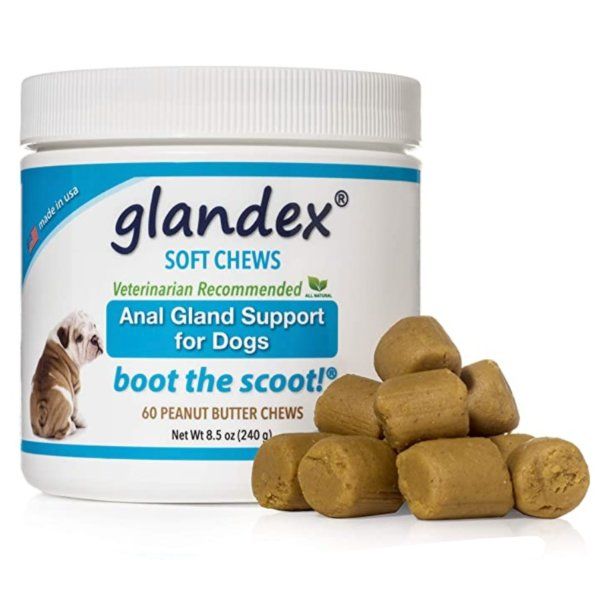 made in usa
glandex®
SOFT CHEWS
Veterinarian Recommended
ALL NATURAL
Anal Gland Support
for Dogs
boot the scoot!®
60 PEANUT BUTTER CHEWS
Net Wt 8.5 oz (240 g)